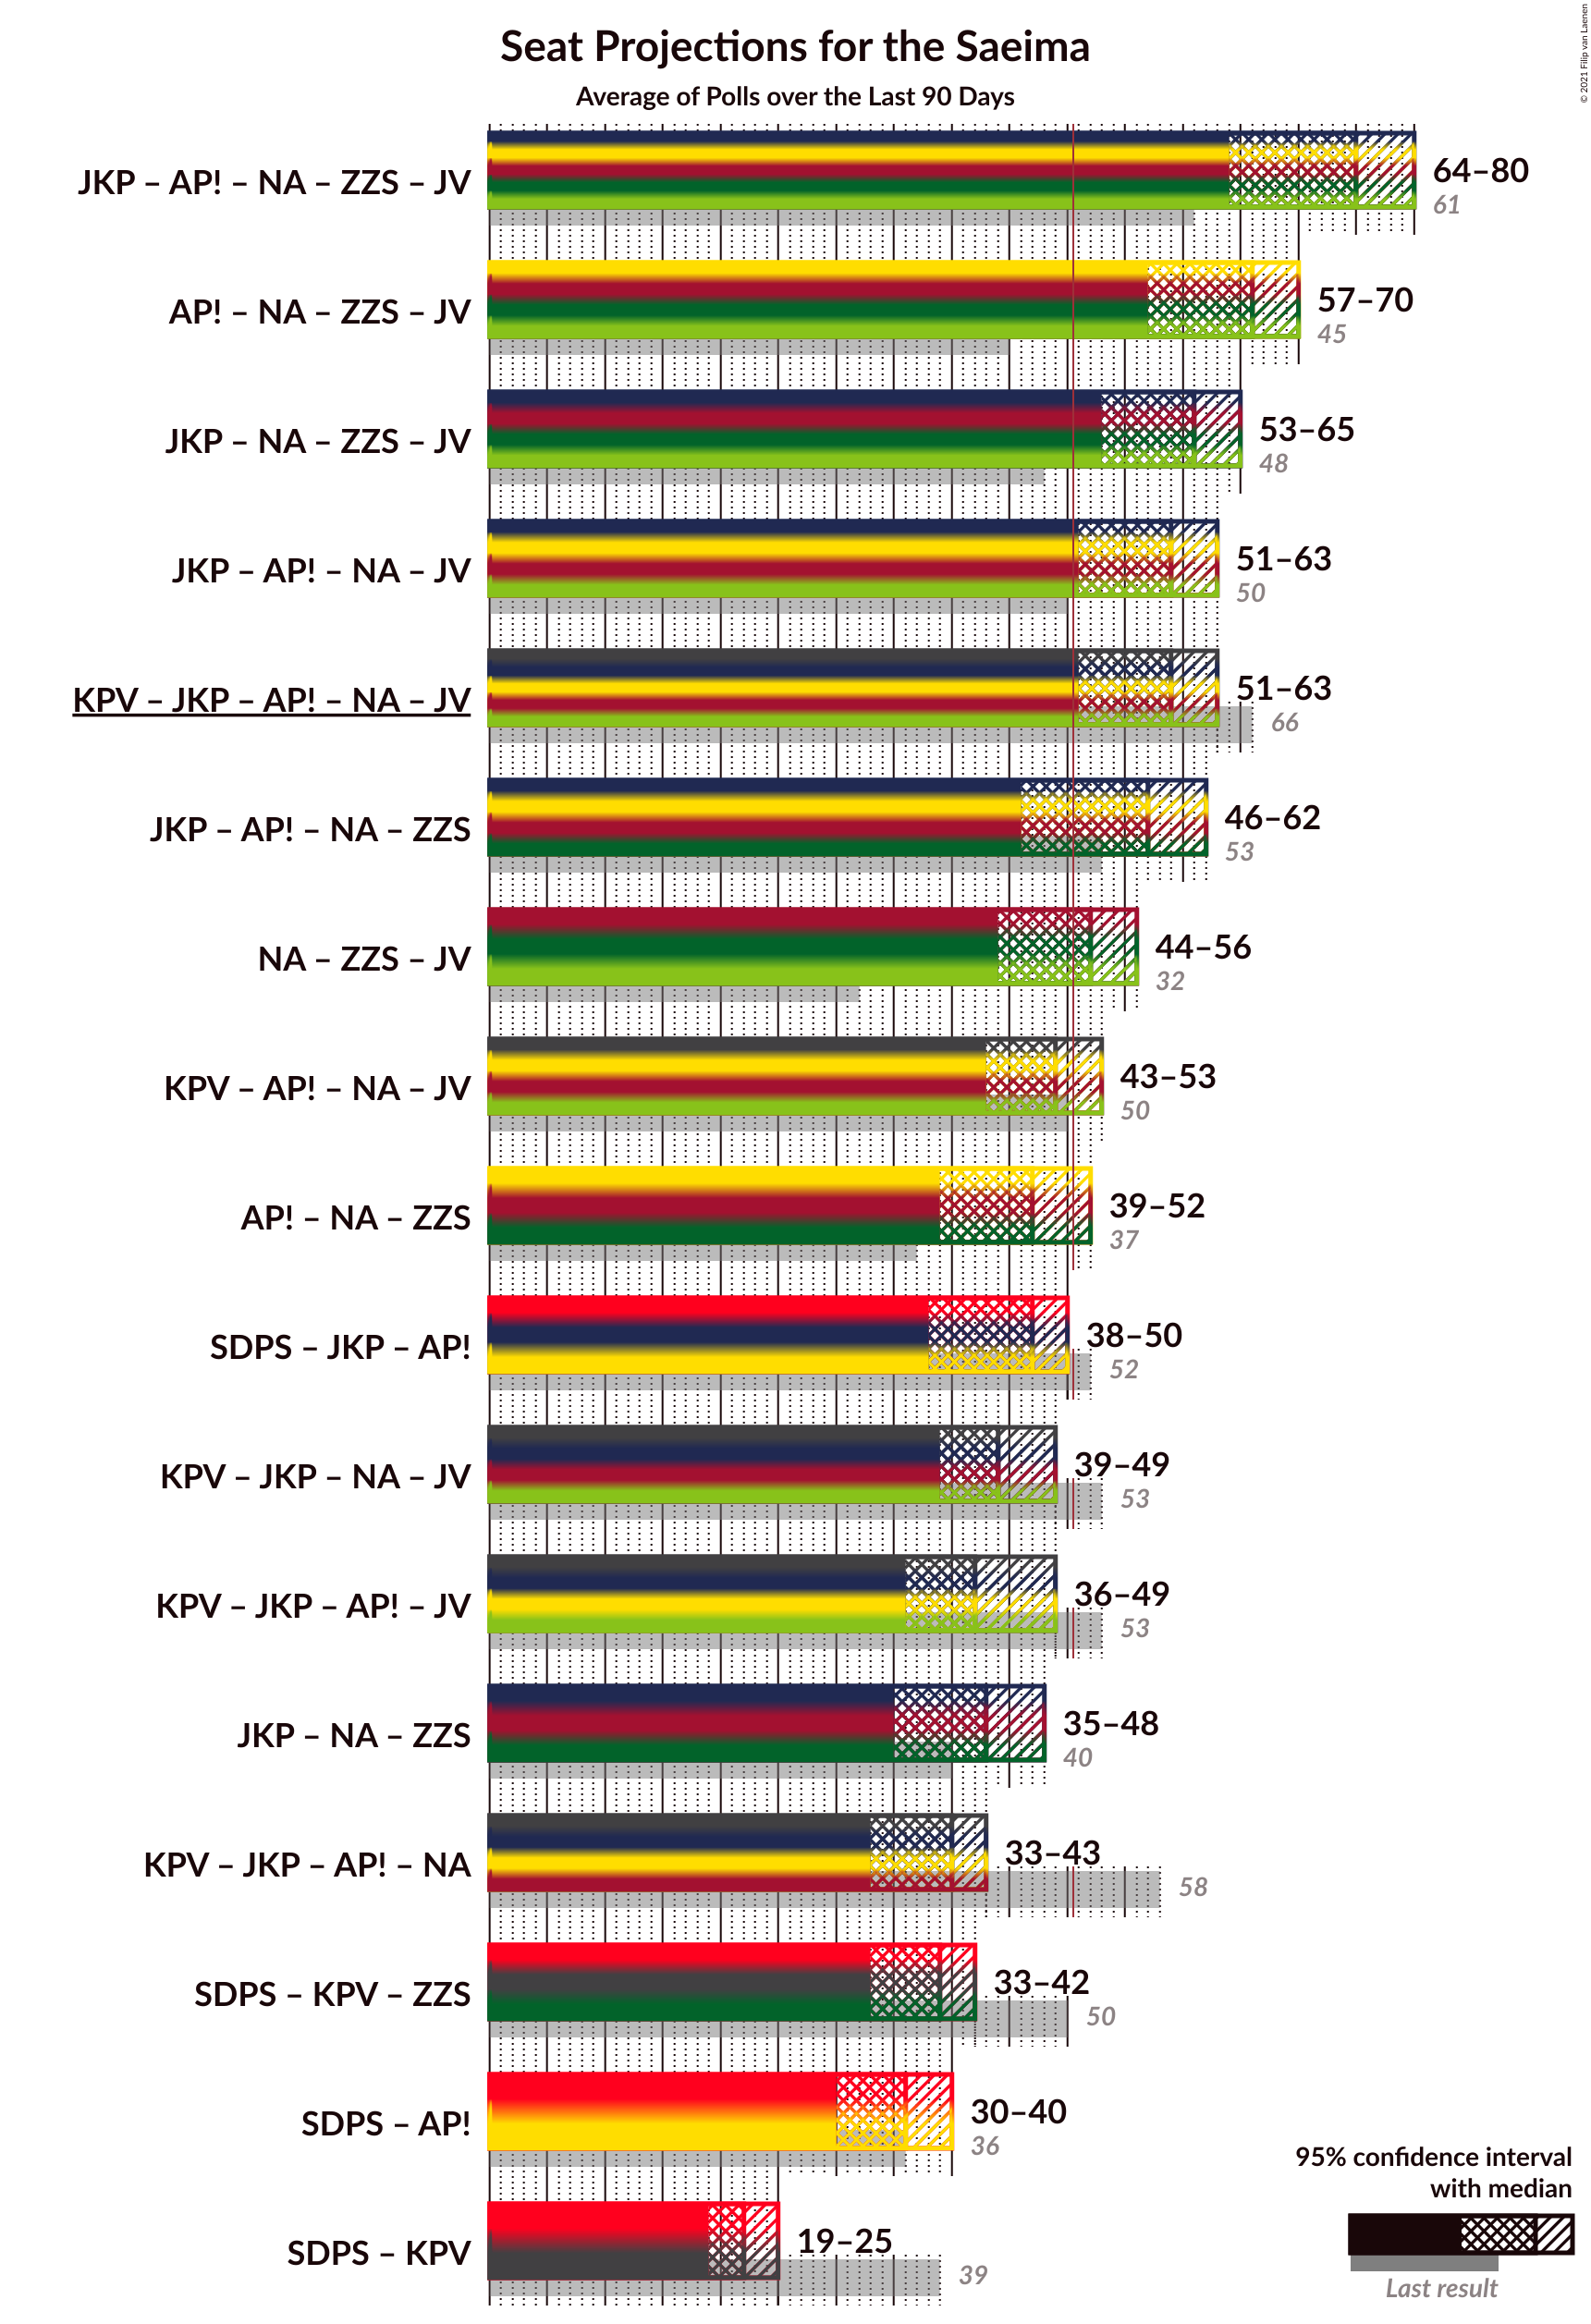 © 2021 Filip van Laenen
Seat Projections for the Saeima
Average of Polls over the Last 90 Days
JKP – AP! – NA – ZZS – JV
64–80
61
AP! – NA – ZZS – JV
57–70
45
JKP – NA – ZZS – JV
53–65
48
JKP – AP! – NA – JV
51–63
50
KPV – JKP – AP! – NA – JV
51–63
66
JKP – AP! – NA – ZZS
46–62
53
NA – ZZS – JV
44–56
32
KPV – AP! – NA – JV
43–53
50
AP! – NA – ZZS
39–52
37
SDPS – JKP – AP!
38–50
52
KPV – JKP – NA – JV
39–49
53
KPV – JKP – AP! – JV
36–49
53
JKP – NA – ZZS
35–48
40
KPV – JKP – AP! – NA
33–43
58
SDPS – KPV – ZZS
33–42
50
SDPS – AP!
30–40
36
SDPS – KPV
19–25
39
95% confidence interval
with median
Last result